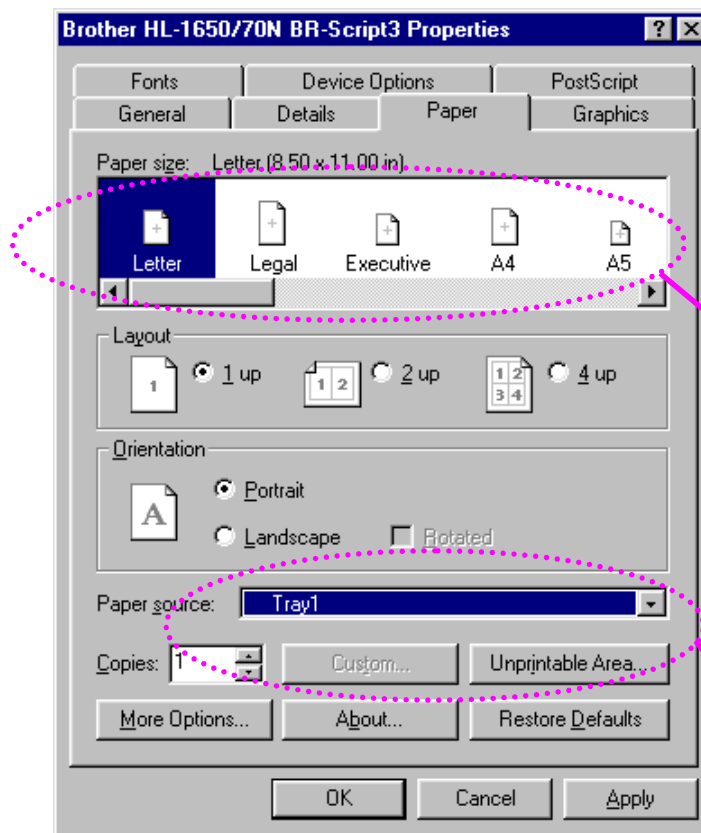 Brother HL-1650/70N BR-Script3 Properties ? ×
Fonts Device Options PostScript
General Details Paper Graphics
Paper size: Letter (8.50 x 11.00 in)
Letter Legal Executive A4 A5
Layout
1 1 up 1 2 2 up 1 2 3 4 4 up
Orientation
A Portrait
Landscape Rotated
Paper source: Tray1
Copies: 1 Custom... Unprintable Area...
More Options... About... Restore Defaults
OK Cancel Apply